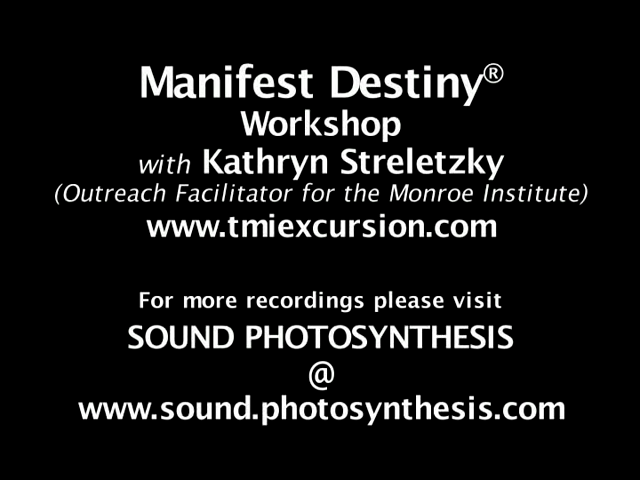 Manifest Destiny®
Workshop
with Kathryn Streletzky
(Outreach Facilitator for the Monroe Institute)
www.tmiexcursion.com
For more recordings please visit
SOUND PHOTOSYNTHESIS
@
www.sound.photosynthesis.com